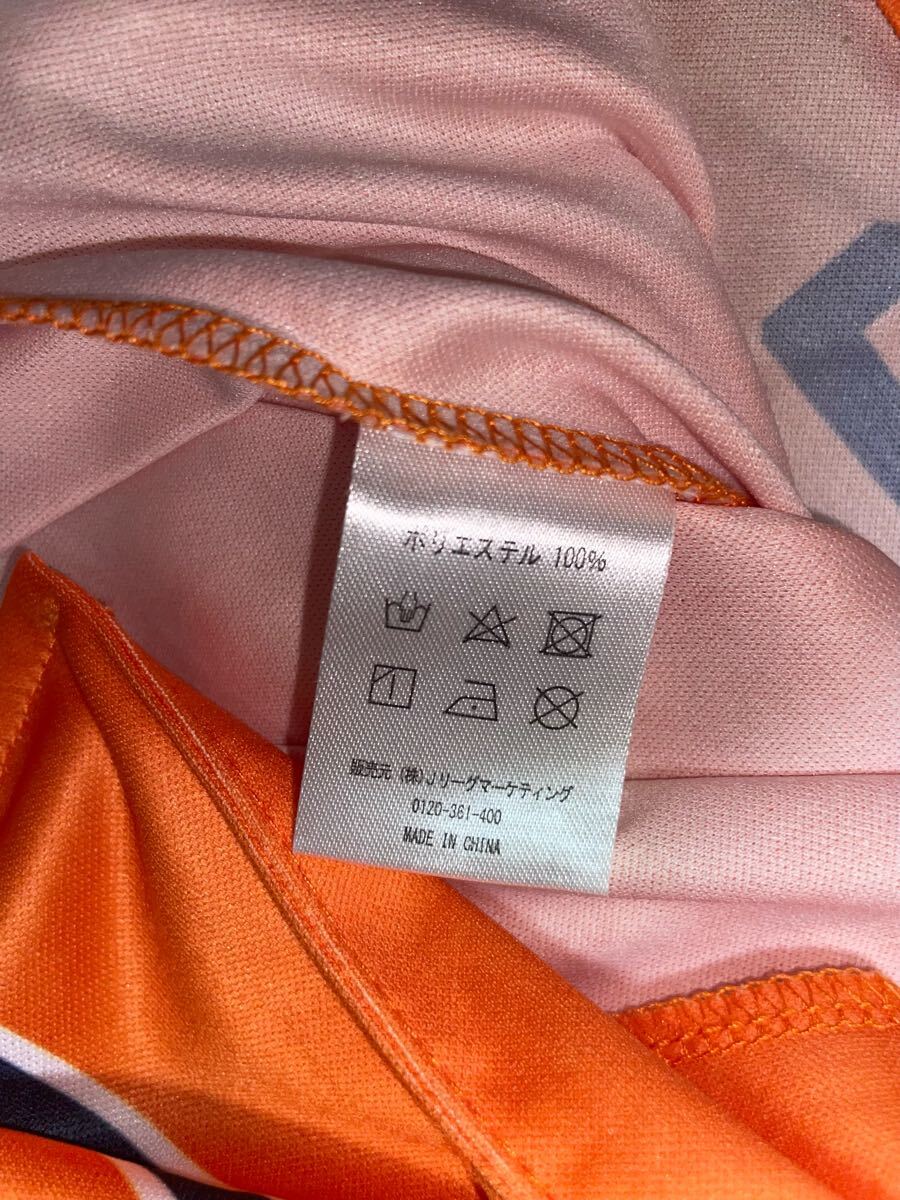 ポリエステル 100%
販売元 (株)Jリーグマーケティング
0120-361-400
MADE IN CHINA